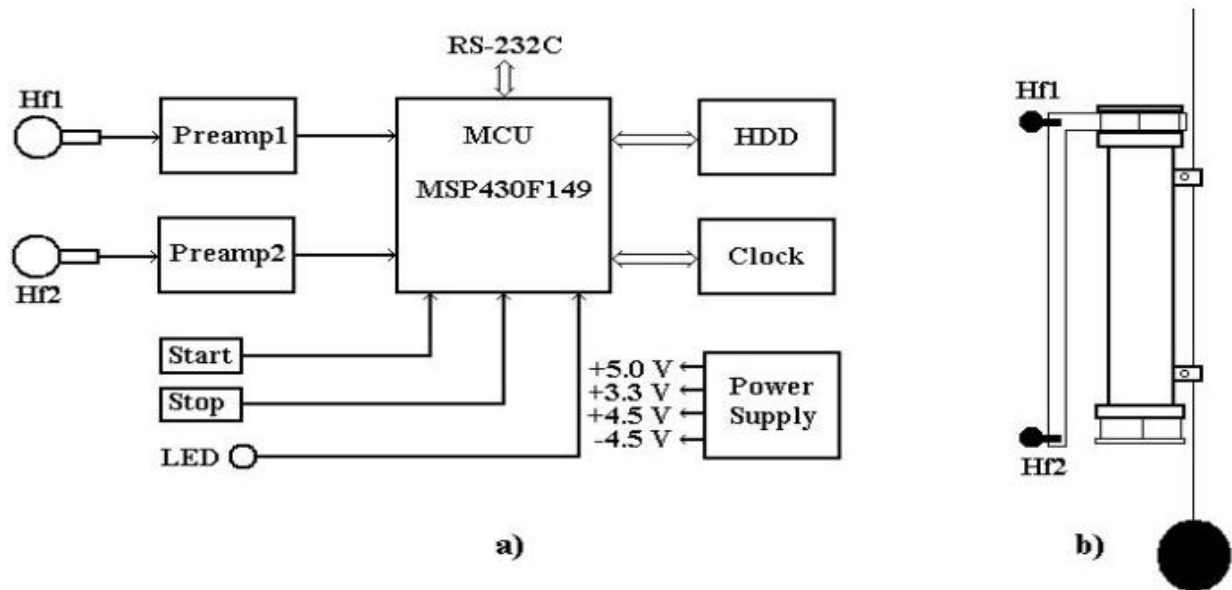 RS-232C
Hf1
Preamp1
MCU
MSP430F149
HDD
Preamp2
Clock
Hf2
Start
Stop
LED
+5.0 V
+3.3 V
+4.5 V
-4.5 V
Power
Supply
a)
Hf1
Hf2
b)